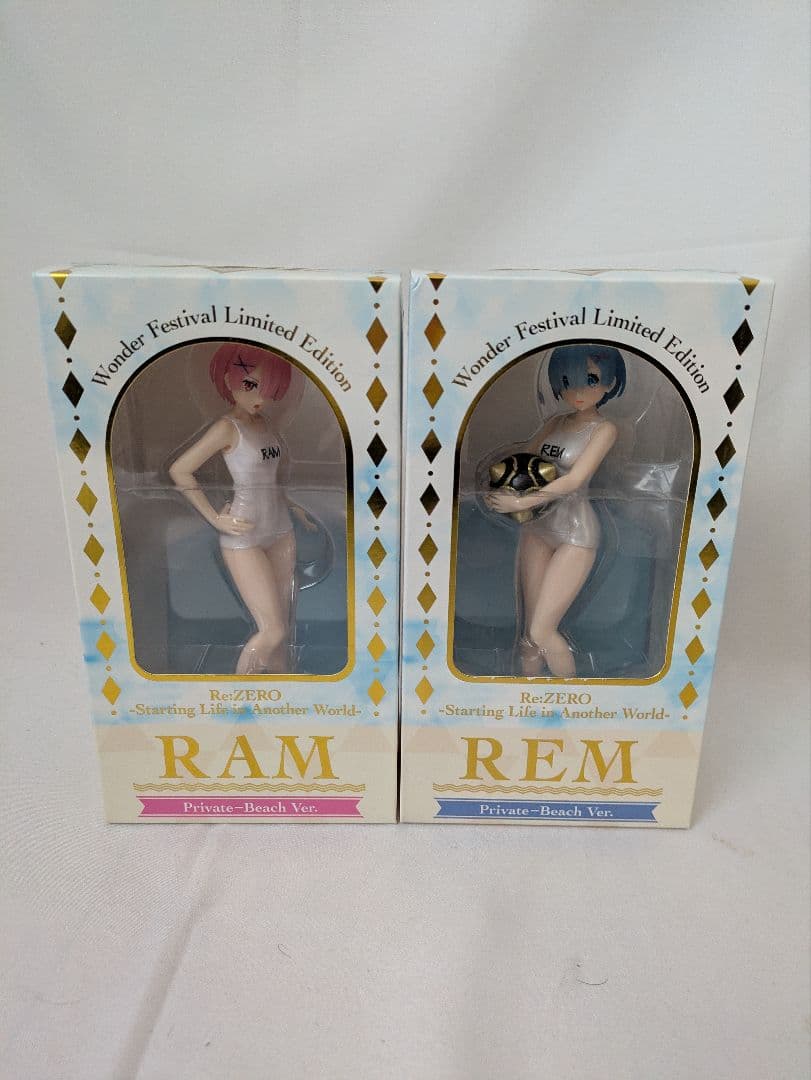 Wonder Festival Limited Edition
RAM
Re:ZERO
-Starting Life in Another World-
RAM
Private-Beach Ver.
Wonder Festival Limited Edition
REM
Re:ZERO
-Starting Life in Another World-
REM
Private-Beach Ver.